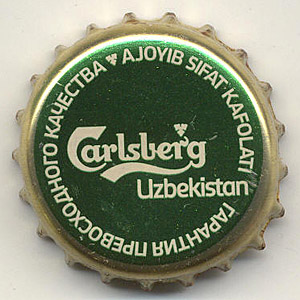 AJOYIB SIFAT KAFOLATI
ГАРАНТИЯ ПРЕВОСХОДНОГО КАЧЕСТВА
Carlsberg
Uzbekistan